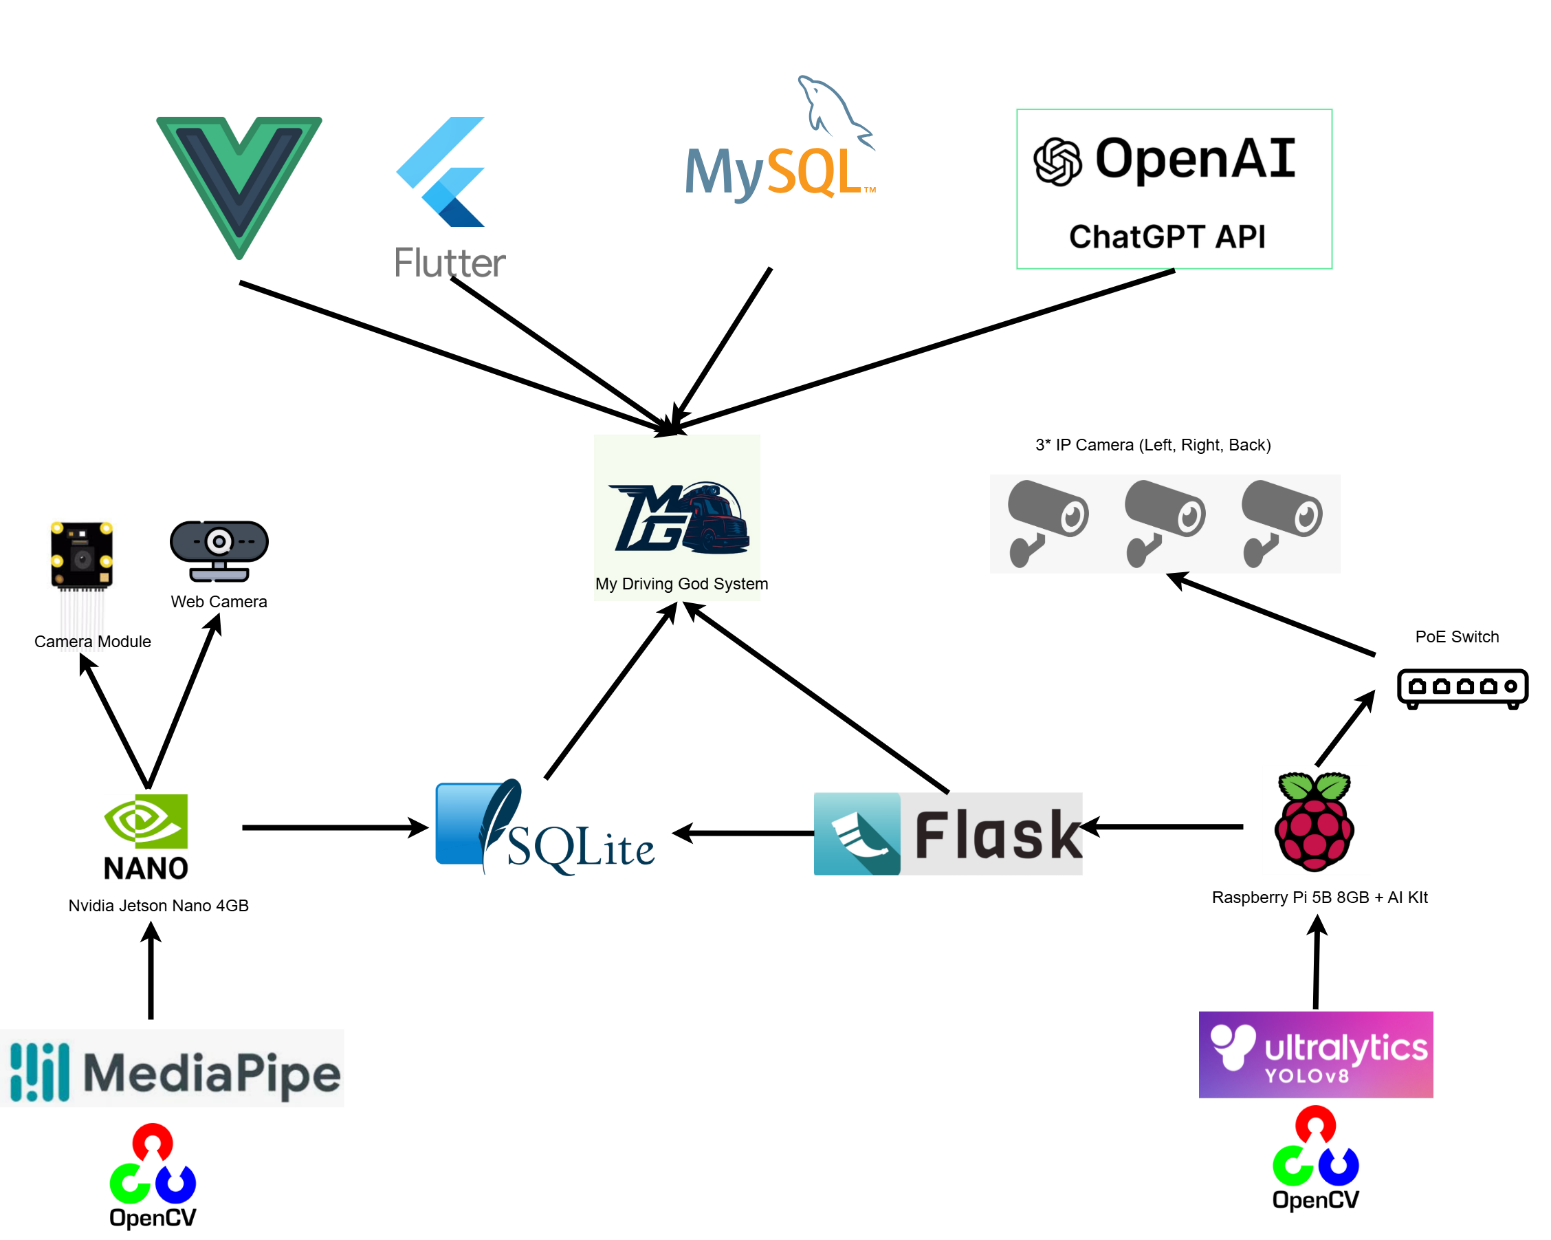 Flutter
MySQL™
OpenAI
ChatGPT API
3* IP Camera (Left, Right, Back)
MG
My Driving God System
Web Camera
Camera Module
PoE Switch
NANO
Nvidia Jetson Nano 4GB
SQLite
Flask
Raspberry Pi 5B 8GB + AI KIt
MediaPipe
OpenCV
ultralytics
YOLOv8
OpenCV